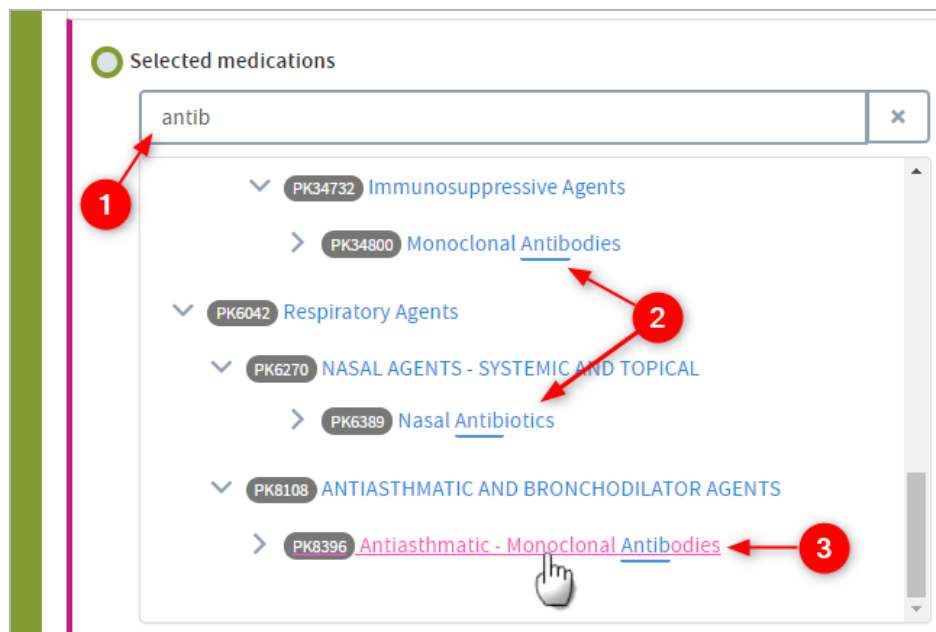 Selected medications
antib
1
PK34732 Immunosuppressive Agents
PK34800 Monoclonal Antibodies
2
PK6042 Respiratory Agents
PK6270 NASAL AGENTS - SYSTEMIC AND TOPICAL
PK6389 Nasal Antibiotics
PK8108 ANTIASTHMATIC AND BRONCHODILATOR AGENTS
PK8396 Antiasthmatic - Monoclonal Antibodies
3